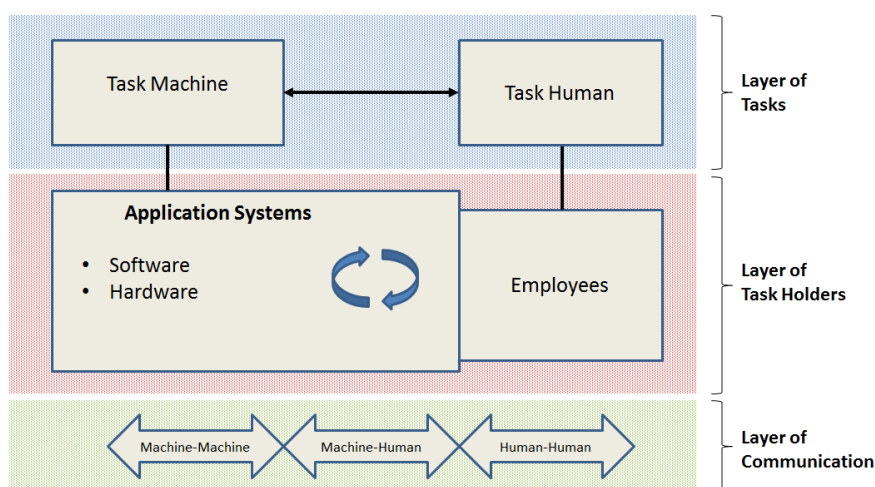 Task Machine
Task Human
Layer of
Tasks
Application Systems
• Software
• Hardware
Employees
Layer of
Task Holders
Machine-Machine
Machine-Human
Human-Human
Layer of
Communication